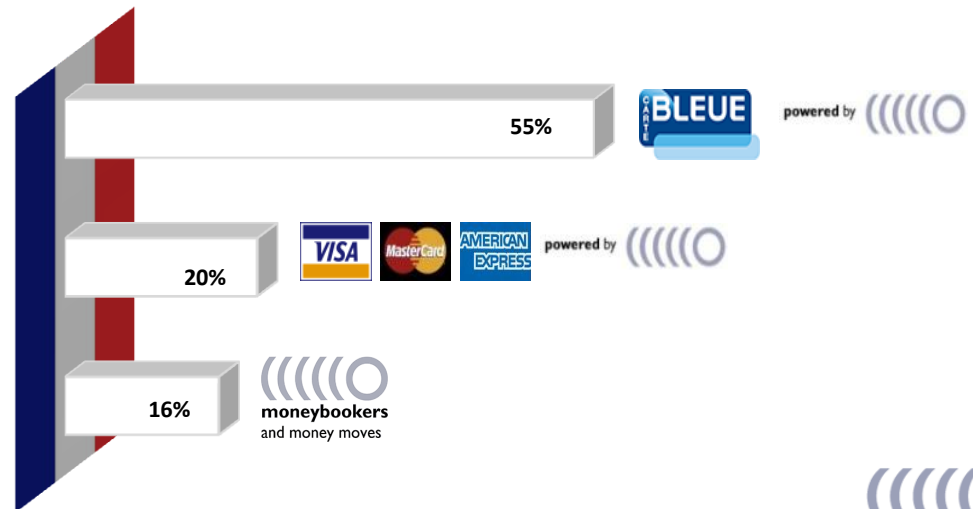 55%
CARTE BLEUE
powered by
20%
VISA
MasterCard
AMERICAN EXPRESS
powered by
16%
moneybookers
and money moves